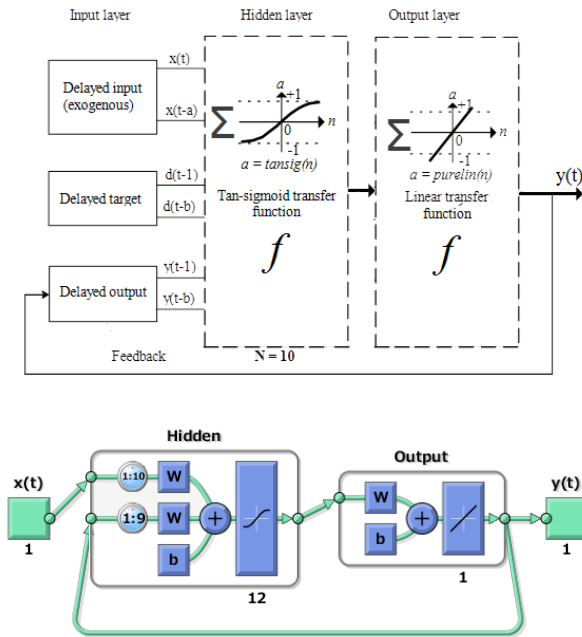 Input layer
Hidden layer
Output layer
Delayed input
(exogenous)
x(t)
x(t-a)
Delayed target
d(t-1)
d(t-b)
Delayed output
y(t-1)
y(t-b)
Σ
a
+1
n
0
-1
a = tansig(n)
Tan-sigmoid transfer
function
f
Σ
a
+1
n
0
-1
a = purelin(n)
Linear transfer
function
f
y(t)
Feedback
N = 10
Hidden
Output
x(t)
1
1:10
W
1:9
W
b
+
12
W
b
+
1
y(t)
1